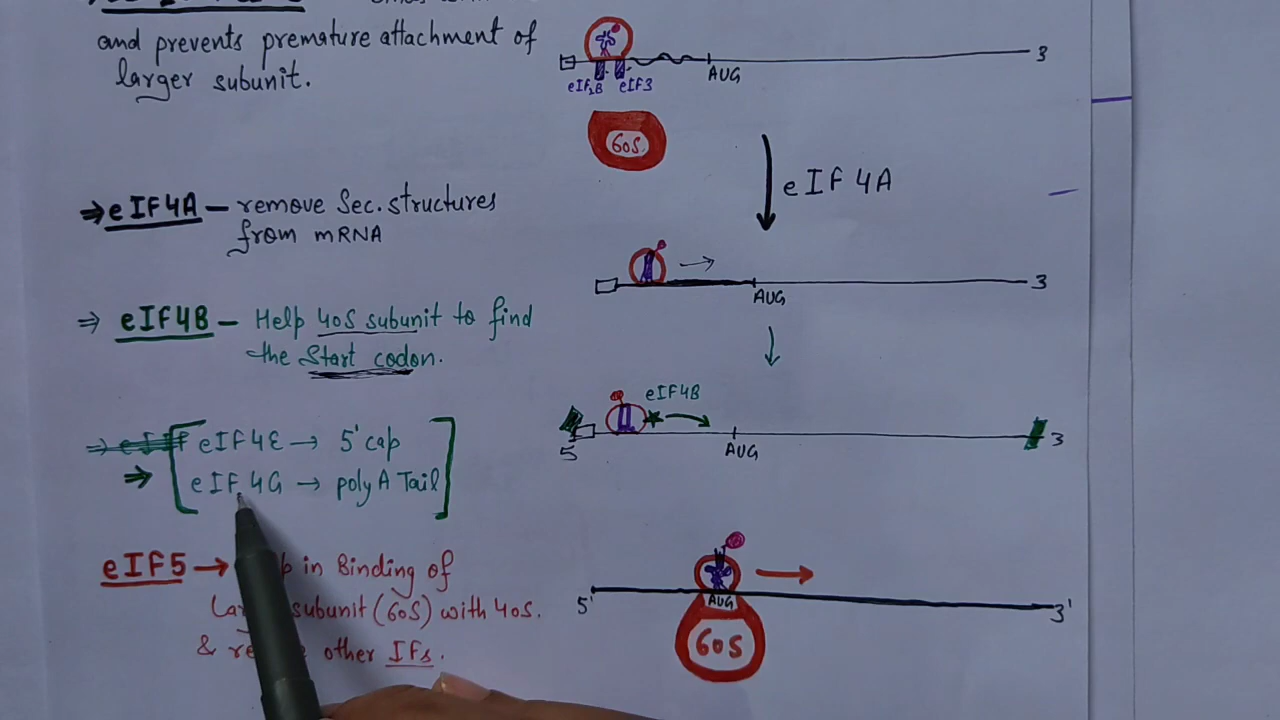 and prevents premature attachment of
larger subunit.
⇒ eIF4A – remove Sec. structures
from mRNA
⇒ eIF4B – Help 40S subunit to find
the Start codon.
eIF4E → 5' cap
⇒ eIF4G → poly A Tail
eIF5 → in Binding of
subunit (60S) with 40S.
& other IFs.
3
AUG
eIF2B eIF3
60S
eIF4A
3
AUG
eIF4B
5
3
AUG
5'
AUG
3'
60S